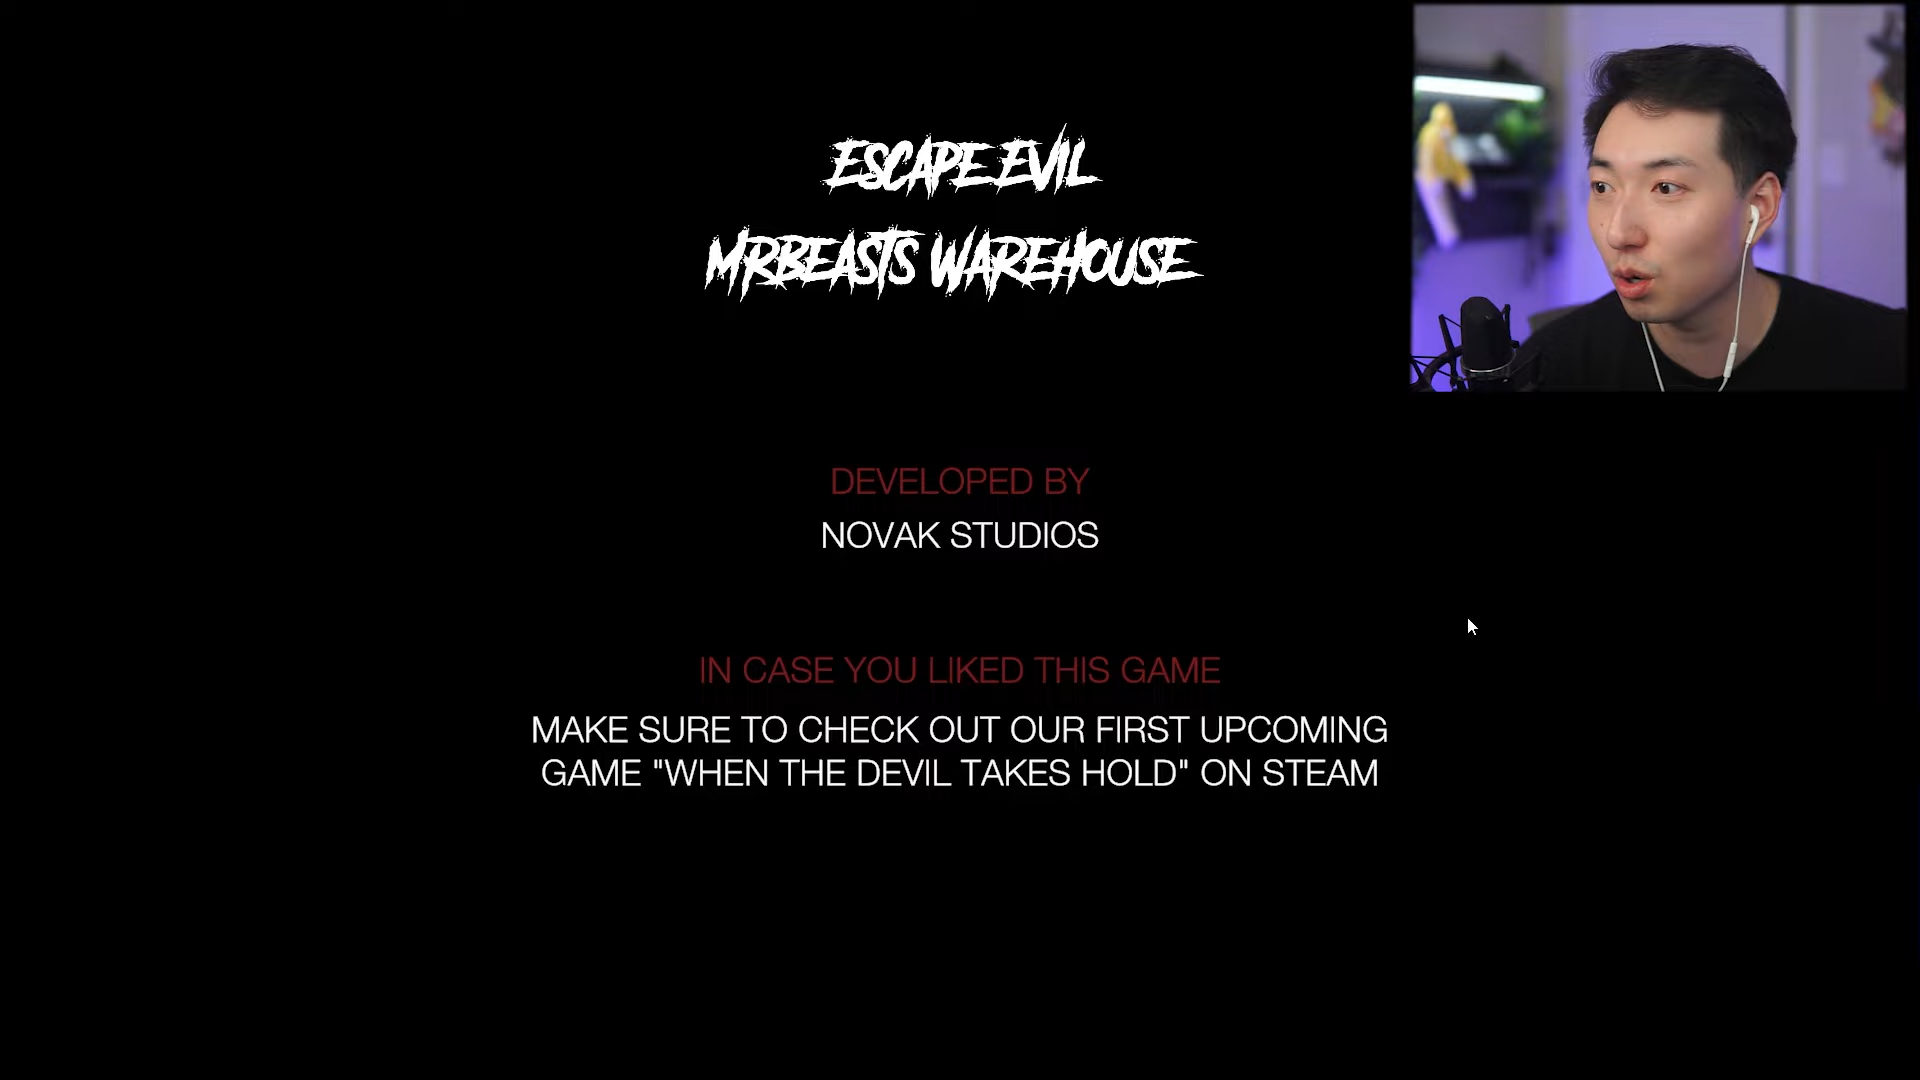 ESCAPE EVIL
MRBEASTS WAREHOUSE
DEVELOPED BY
NOVAK STUDIOS
IN CASE YOU LIKED THIS GAME
MAKE SURE TO CHECK OUT OUR FIRST UPCOMING
GAME "WHEN THE DEVIL TAKES HOLD" ON STEAM